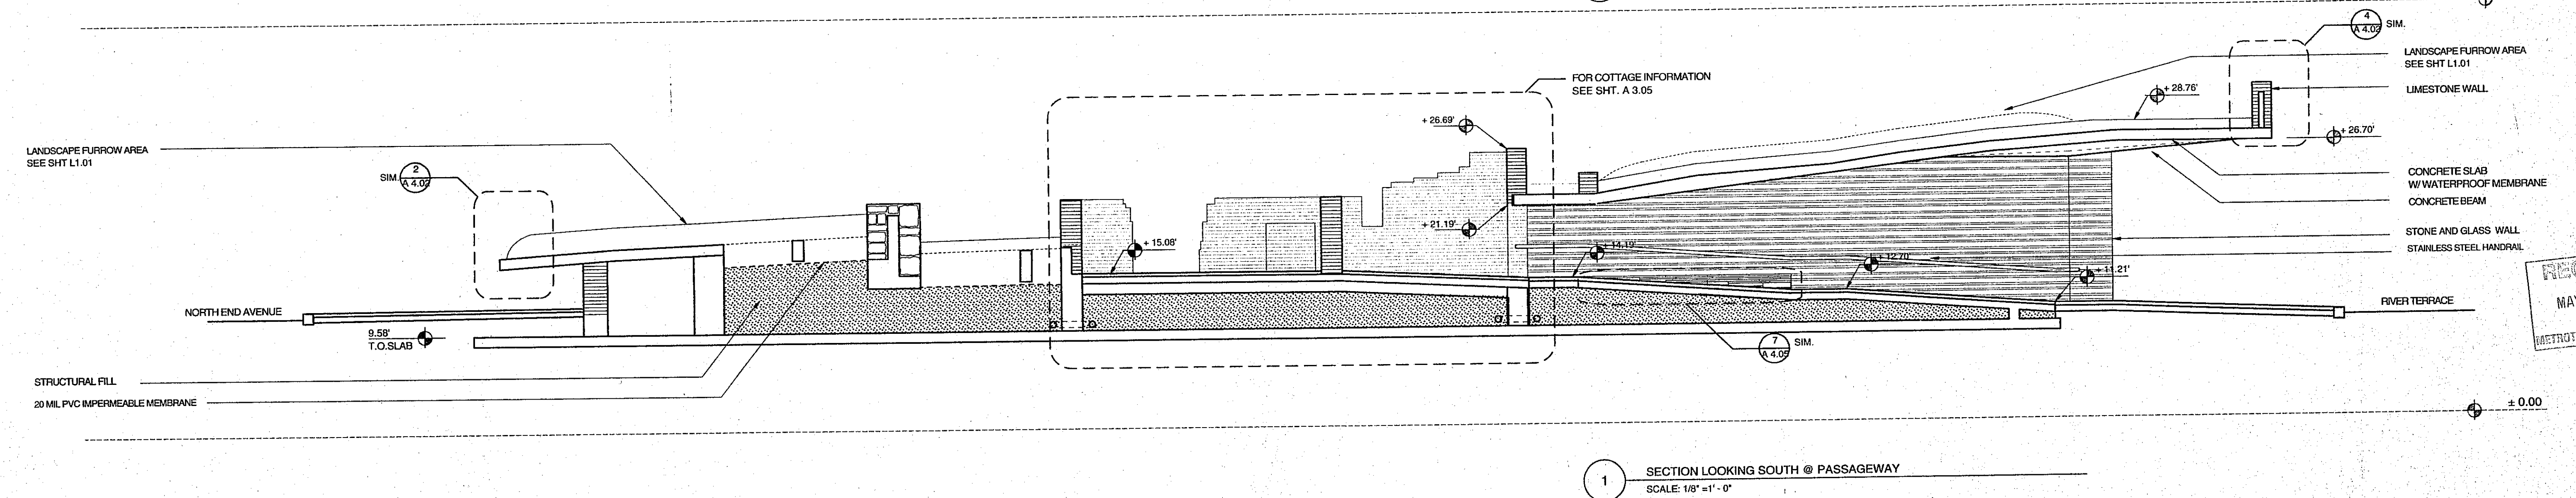 4
A 4.02
SIM.
LANDSCAPE FURROW AREA
SEE SHT L1.01
FOR COTTAGE INFORMATION
SEE SHT. A 3.05
+ 28.76'
LIMESTONE WALL
+ 26.69'
+ 26.70'
LANDSCAPE FURROW AREA
SEE SHT L1.01
2
A 4.02
SIM.
CONCRETE SLAB
W/ WATERPROOF MEMBRANE
CONCRETE BEAM
+ 21.19'
STONE AND GLASS WALL
+ 15.08'
+ 14.19'
STAINLESS STEEL HANDRAIL
+ 12.70'
+ 11.21'
NORTH END AVENUE
RIVER TERRACE
9.58'
T.O.SLAB
7
A 4.05
SIM.
STRUCTURAL FILL
20 MIL PVC IMPERMEABLE MEMBRANE
± 0.00
1
SECTION LOOKING SOUTH @ PASSAGEWAY
SCALE: 1/8" =1' - 0"